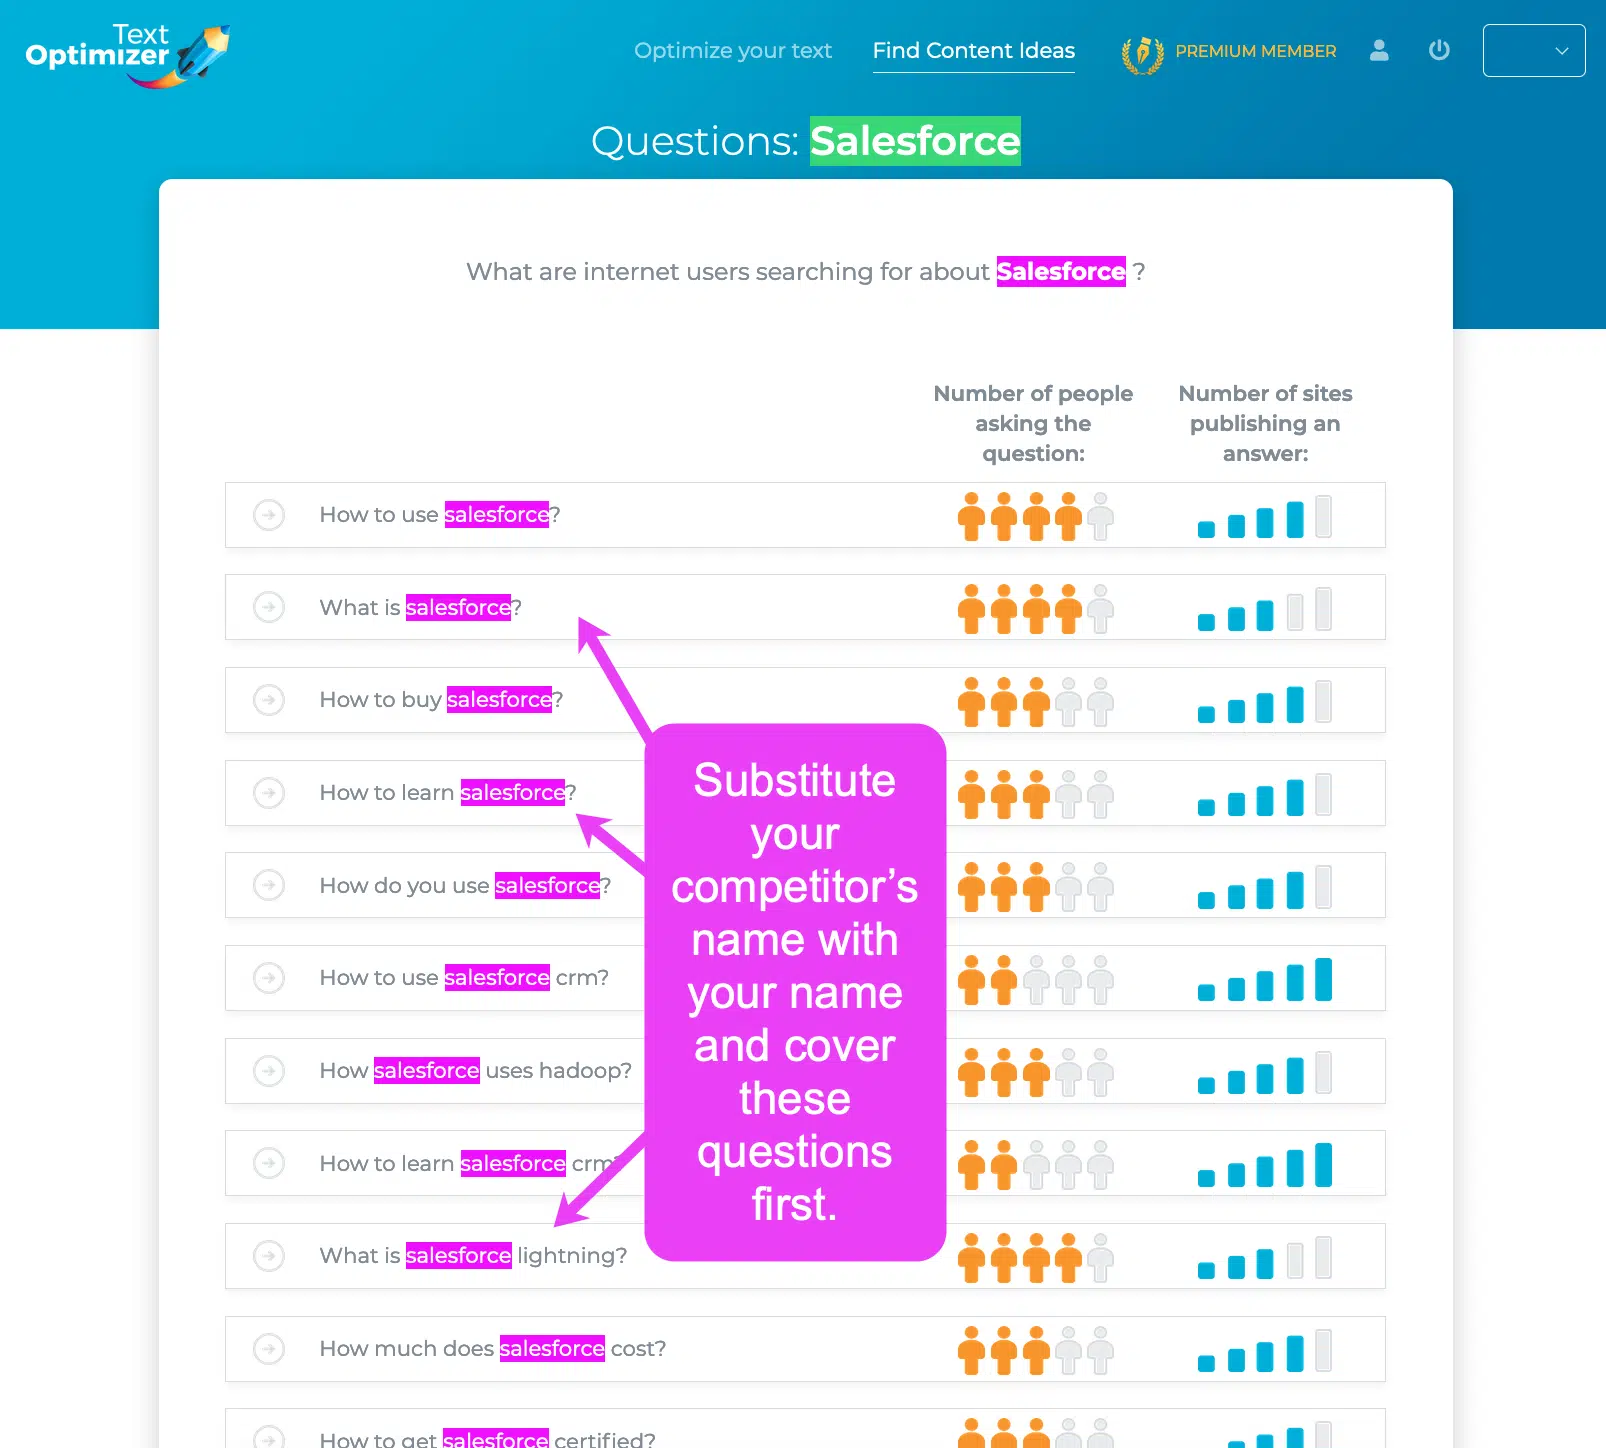 Text
Optimizer
Optimize your text
Find Content Ideas
PREMIUM MEMBER
Questions: Salesforce
What are internet users searching for about Salesforce ?
Number of people
asking the
question:
Number of sites
publishing an
answer:
How to use salesforce?
What is salesforce?
How to buy salesforce?
How to learn salesforce?
How do you use salesforce?
How to use salesforce crm?
How salesforce uses hadoop?
How to learn salesforce crm?
What is salesforce lightning?
How much does salesforce cost?
How to get salesforce certified?
Substitute
your
competitor’s
name with
your name
and cover
these
questions
first.